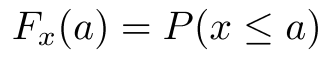 F_x(a) = P(x ≤ a)